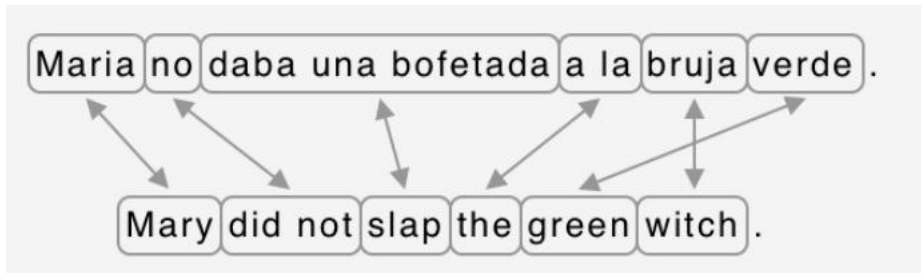 Maria no daba una bofetada a la bruja verde .
Mary did not slap the green witch .